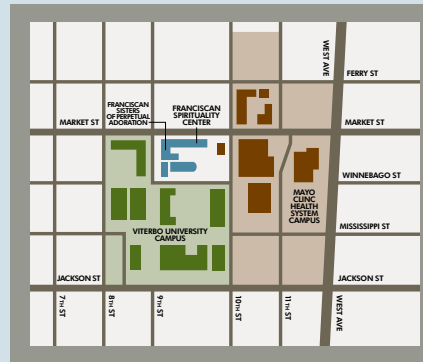 WEST AVE
FERRY ST
FRANCISCAN
SISTERS
OF PERPETUAL
ADORATION
FRANCISCAN
SPIRITUALITY
CENTER
MARKET ST
MARKET ST
WINNEBAGO ST
MAYO
CLINC
HEALTH
SYSTEM
CAMPUS
VITERBO UNIVERSITY
CAMPUS
MISSISSIPPI ST
JACKSON ST
JACKSON ST
7TH ST
8TH ST
9TH ST
10TH ST
11TH ST
WEST AVE